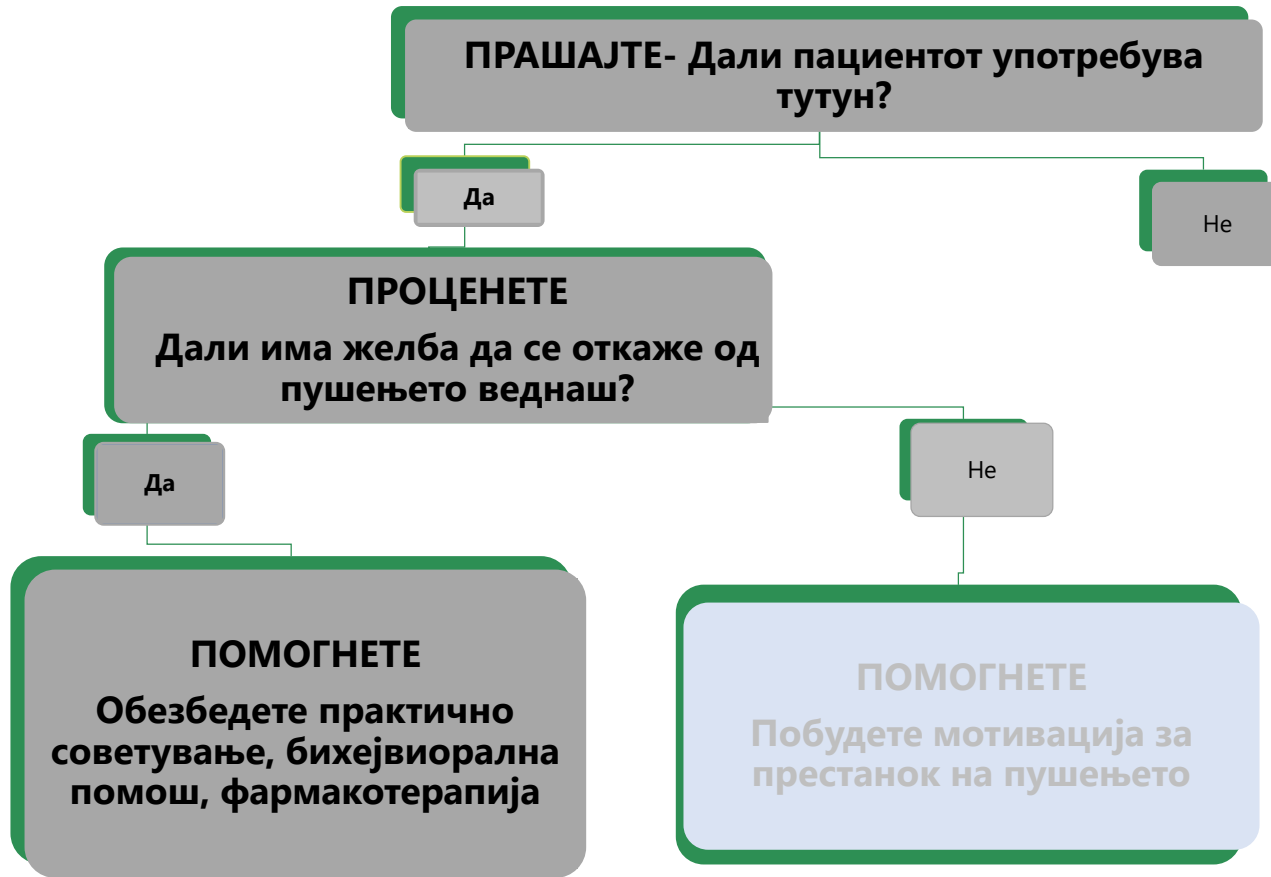 ПРАШАЈТЕ- Дали пациентот употребува
тутун?
Да
Не
ПРОЦЕНЕТЕ
Дали има желба да се откаже од
пушењето веднаш?
Да
Не
ПОМОГНЕТЕ
Обезбедете практично
советување, бихејвиорална
помош, фармакотерапија
ПОМОГНЕТЕ
Побудете мотивација за
престанок на пушењето